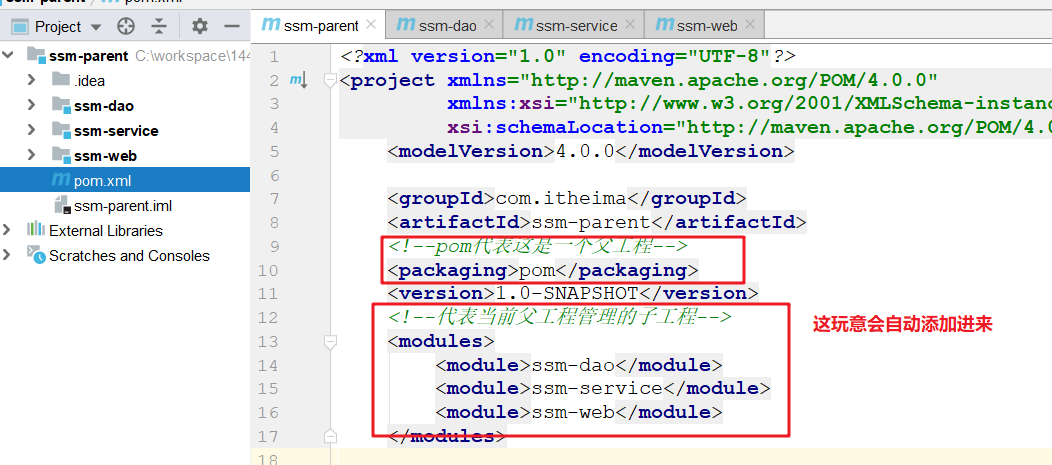 ssm-parent pom.xml
Project
ssm-parent C:\workspace\144
.idea
ssm-dao
ssm-service
ssm-web
pom.xml
ssm-parent.iml
External Libraries
Scratches and Consoles
ssm-parent ssm-dao ssm-service ssm-web
1 <?xml version="1.0" encoding="UTF-8"?>
2 <project xmlns="http://maven.apache.org/POM/4.0.0"
3 xmlns:xsi="http://www.w3.org/2001/XMLSchema-instanc
4 xsi:schemaLocation="http://maven.apache.org/POM/4.0
5 <modelVersion>4.0.0</modelVersion>
6
7 <groupId>com.itheima</groupId>
8 <artifactId>ssm-parent</artifactId>
9 <!--pom代表这是一个父工程-->
10 <packaging>pom</packaging>
11 <version>1.0-SNAPSHOT</version>
12 <!--代表当前父工程管理的子工程-->
13 <modules>
14 <module>ssm-dao</module>
15 <module>ssm-service</module>
16 <module>ssm-web</module>
17 </modules>
18
这玩意会自动添加进来